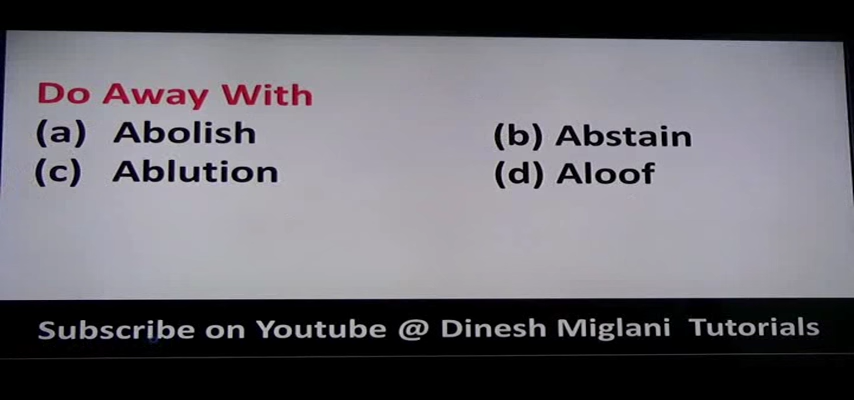 Do Away With
(a) Abolish (b) Abstain
(c) Ablution (d) Aloof
Subscribe on Youtube @ Dinesh Miglani Tutorials